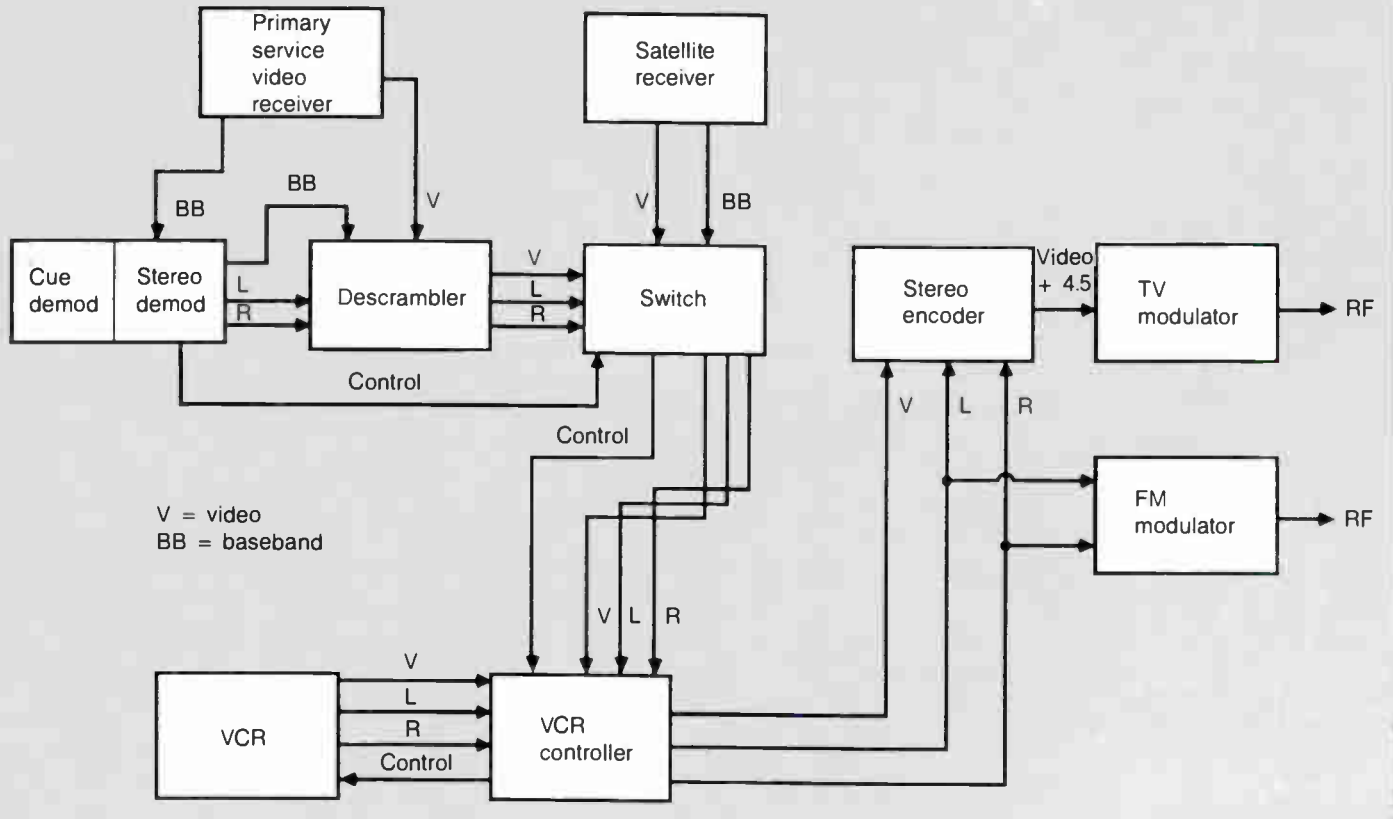 Primary
service
video
receiver
Satellite
receiver
BB
BB
V
V
BB
Cue
demod
Stereo
demod
L
R
Descrambler
V
L
R
Switch
Stereo
encoder
Video
+ 4.5
TV
modulator
RF
Control
Control
V
L
R
FM
modulator
RF
V = video
BB = baseband
V
L
R
VCR
V
L
R
Control
VCR
controller